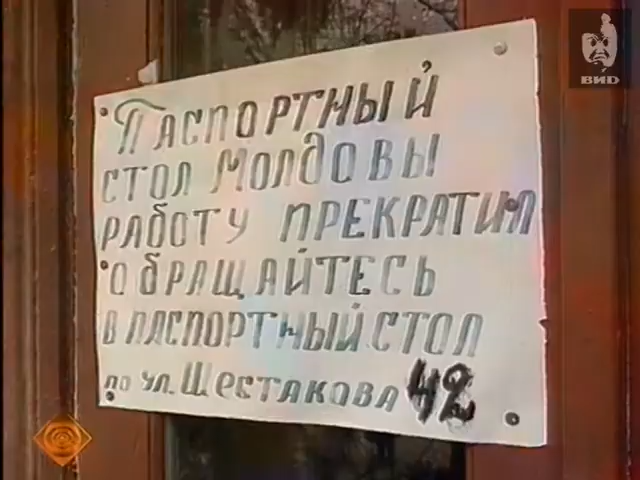 ВИD
Паспортный
стол Молдовы
работу прекратил
обращайтесь
в паспортный стол
по ул. Шестакова 42